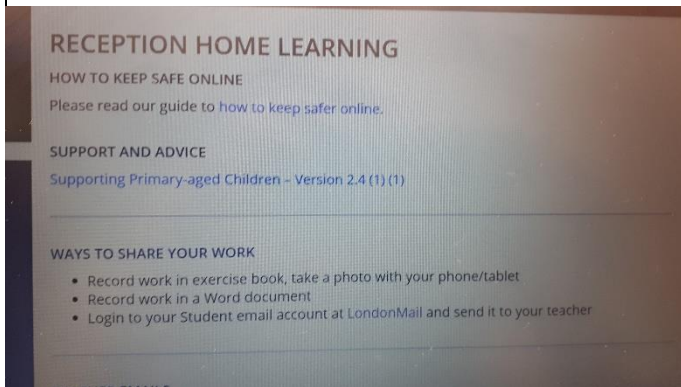 RECEPTION HOME LEARNING
HOW TO KEEP SAFE ONLINE
Please read our guide to how to keep safer online.
SUPPORT AND ADVICE
Supporting Primary-aged Children – Version 2.4 (1) (1)
WAYS TO SHARE YOUR WORK
• Record work in exercise book, take a photo with your phone/tablet
• Record work in a Word document
• Login to your Student email account at LondonMail and send it to your teacher